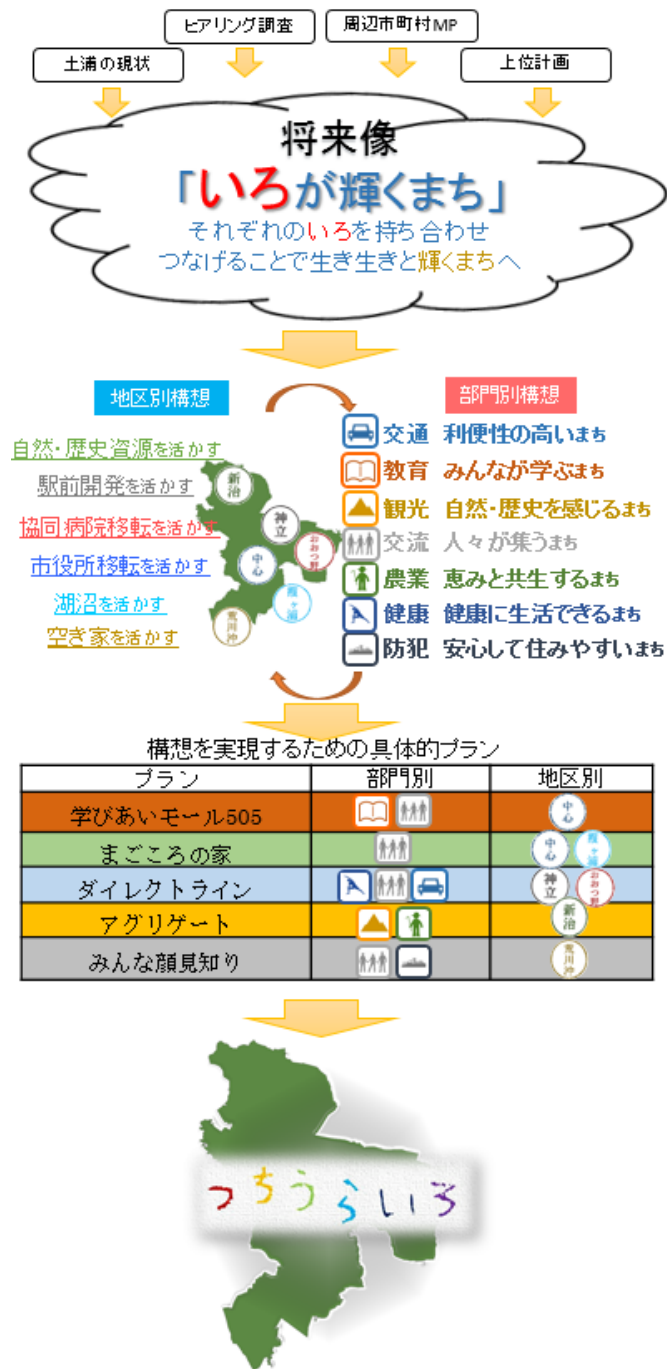 ヒアリング調査
周辺市町村MP
土浦の現状
上位計画
将来像
「いろが輝くまち」
それぞれのいろを持ち合わせ
つなげることで生き生きと輝くまちへ
地区別構想
部門別構想
自然・歴史資源を活かす
駅前開発を活かす
協同病院移転を活かす
市役所移転を活かす
湖沼を活かす
空き家を活かす
新治
神立
おおつ野
中心
霞ヶ浦
荒川沖
交通 利便性の高いまち
教育 みんなが学ぶまち
観光 自然・歴史を感じるまち
交流 人々が集うまち
農業 恵みと共生するまち
健康 健康に生活できるまち
防犯 安心して住みやすいまち
構想を実現するための具体的プラン
プラン 部門別 地区別
学びあいモール505 中心
まごころの家 中心 霞ヶ浦
ダイレクトライン 神立 おおつ野
アグリゲート 新治
みんな顔見知り 荒川沖
つちうらいろ